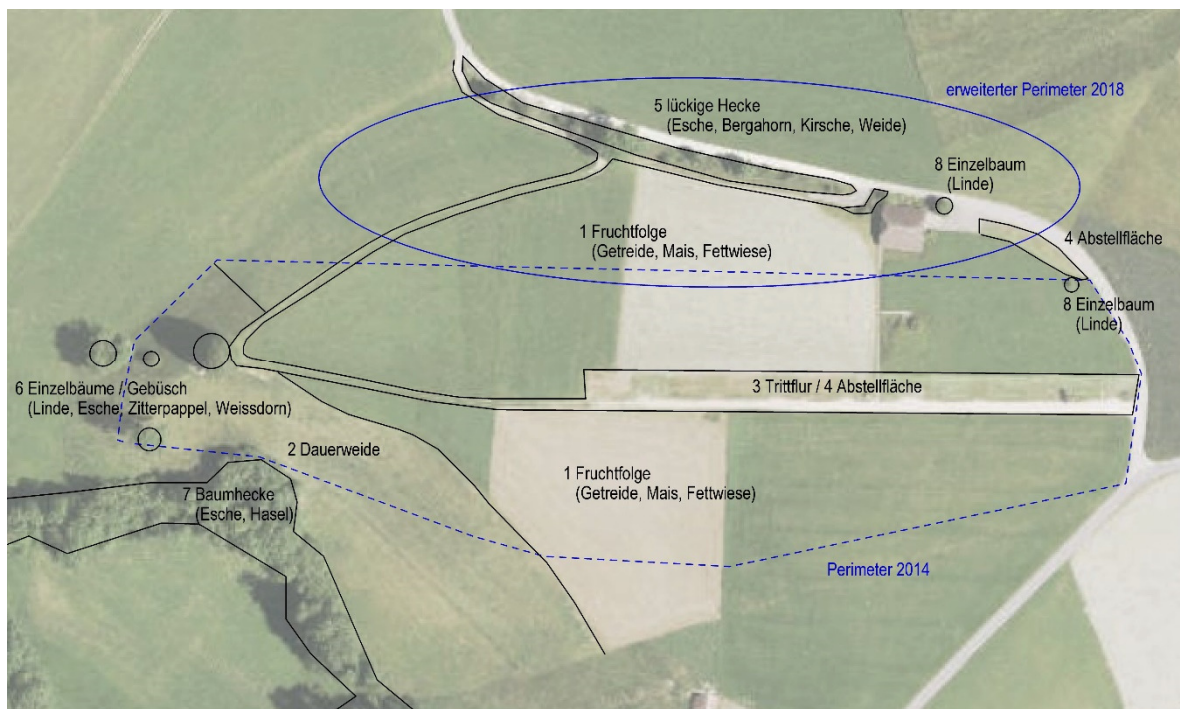 erweiterter Perimeter 2018
5 lückige Hecke
(Esche, Bergahorn, Kirsche, Weide)
8 Einzelbaum
(Linde)
1 Fruchtfolge
(Getreide, Mais, Fettwiese)
4 Abstellfläche
8 Einzelbaum
(Linde)
6 Einzelbäume / Gebüsch
(Linde, Esche, Zitterpappel, Weissdorn)
3 Trittflur / 4 Abstellfläche
2 Dauerweide
1 Fruchtfolge
(Getreide, Mais, Fettwiese)
7 Baumhecke
(Esche, Hasel)
Perimeter 2014